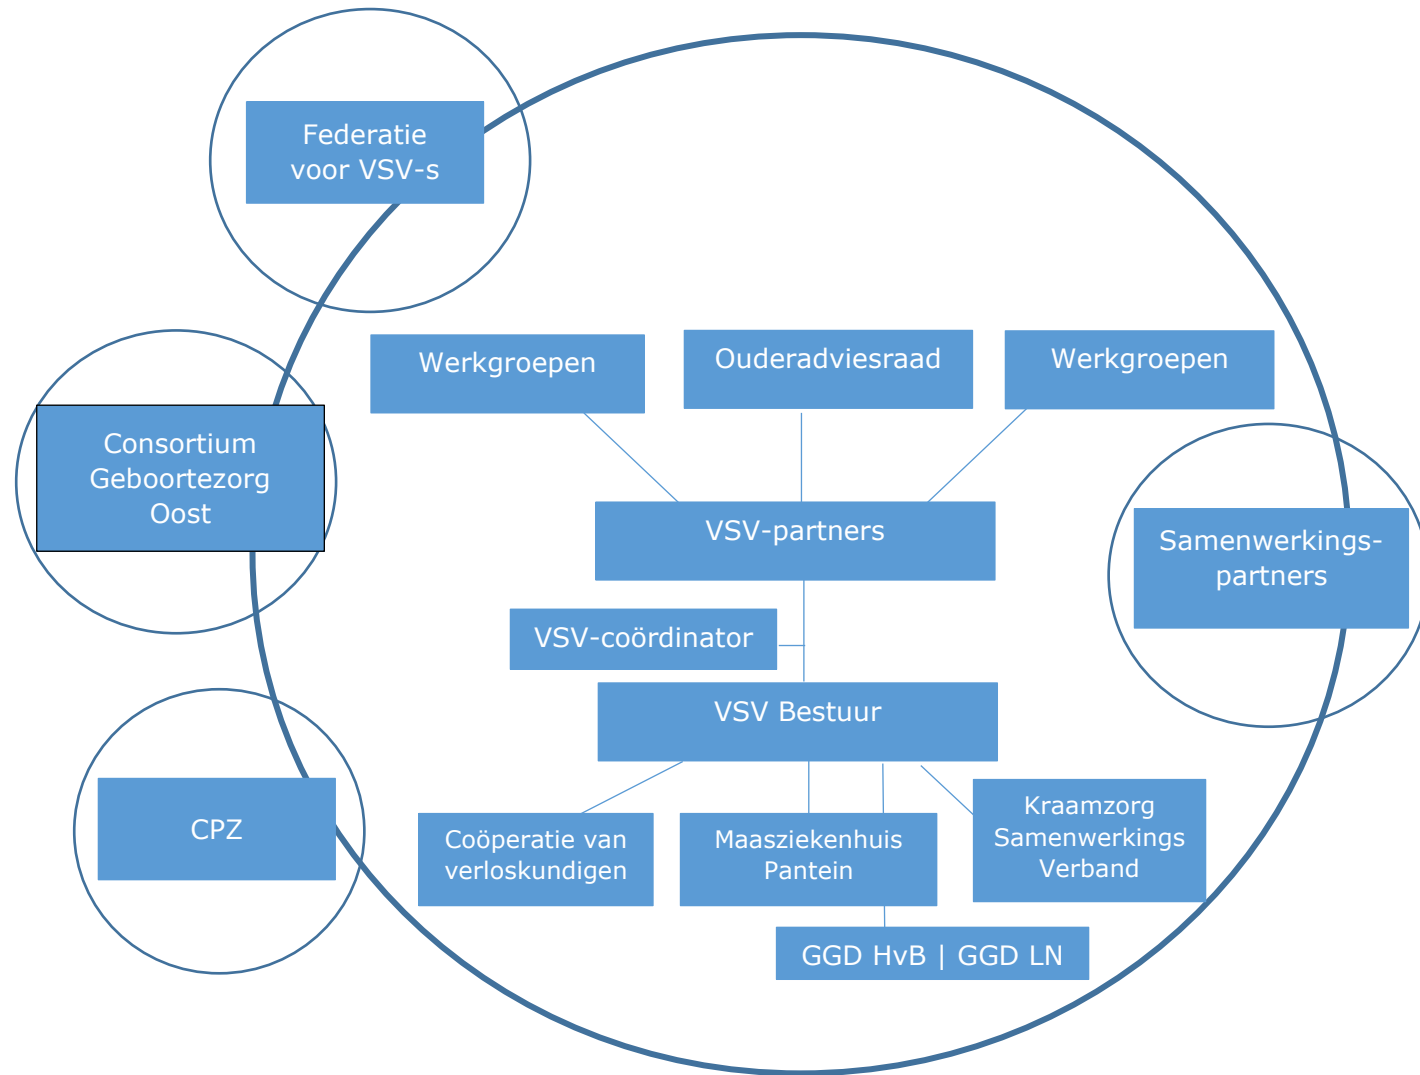 Federatie
voor VSV-s
Werkgroepen
Ouderadviesraad
Werkgroepen
Consortium
Geboortezorg
Oost
VSV-partners
Samenwerkings-
partners
VSV-coördinator
VSV Bestuur
CPZ
Coöperatie van
verloskundigen
Maasziekenhuis
Pantein
Kraamzorg
Samenwerkings
Verband
GGD HvB | GGD LN